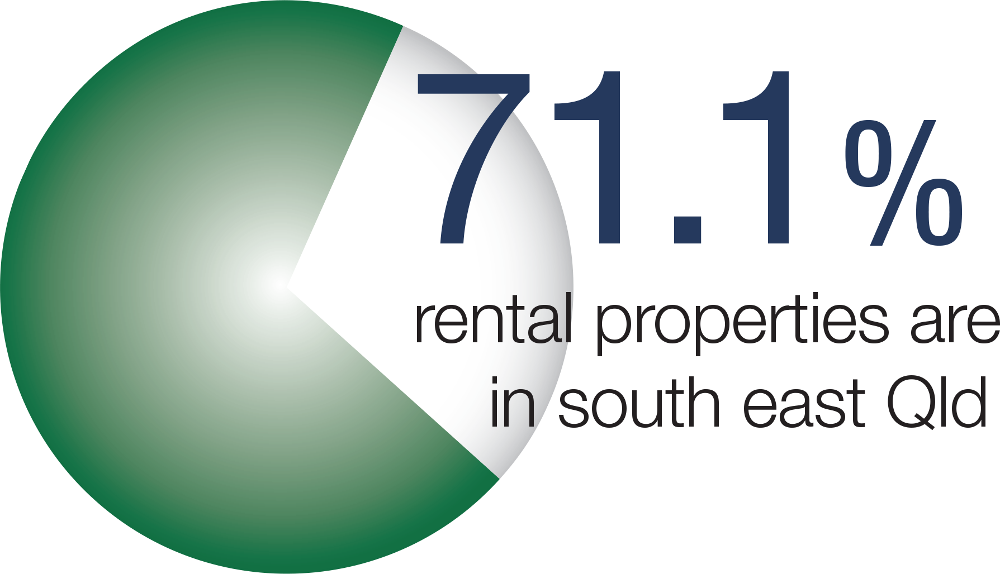 71.1%
rental properties are
in south east Qld